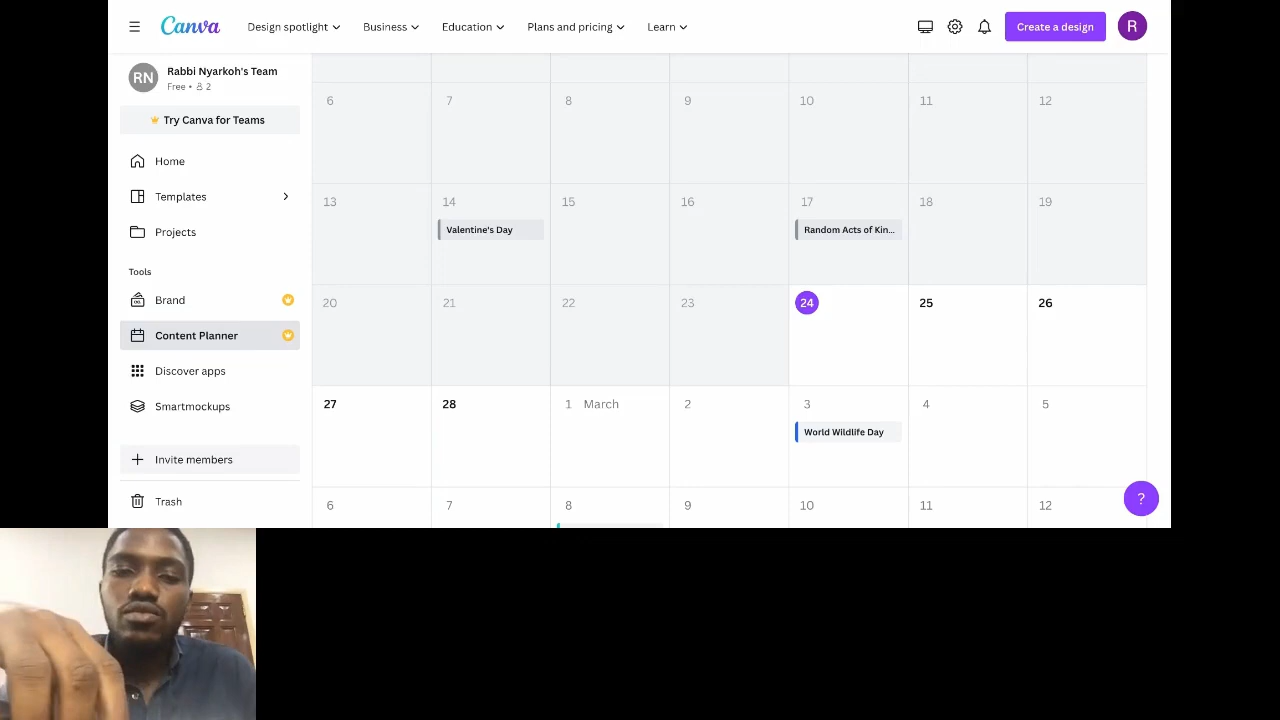 Canva
Design spotlight
Business
Education
Plans and pricing
Learn
Create a design
R
RN
Rabbi Nyarkoh's Team
Free • 2
Try Canva for Teams
Home
Templates
Projects
Tools
Brand
Content Planner
Discover apps
Smartmockups
Invite members
Trash
6 7 8 9 10 11 12
13 14 15 16 17 18 19
Valentine's Day
Random Acts of Kin...
20 21 22 23 24 25 26
27 28 1 March 2 3 4 5
World Wildlife Day
6 7 8 9 10 11 12
?